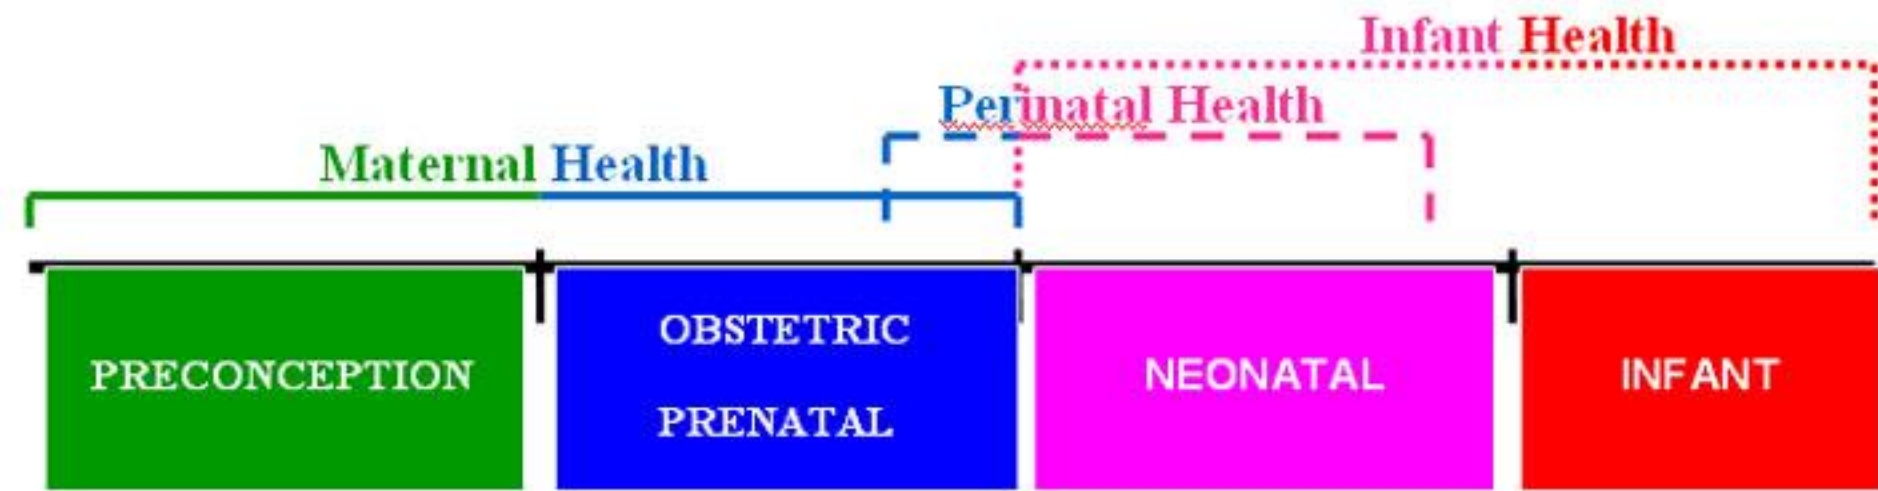 Infant Health
Perinatal Health
Maternal Health
PRECONCEPTION
OBSTETRIC
PRENATAL
NEONATAL
INFANT